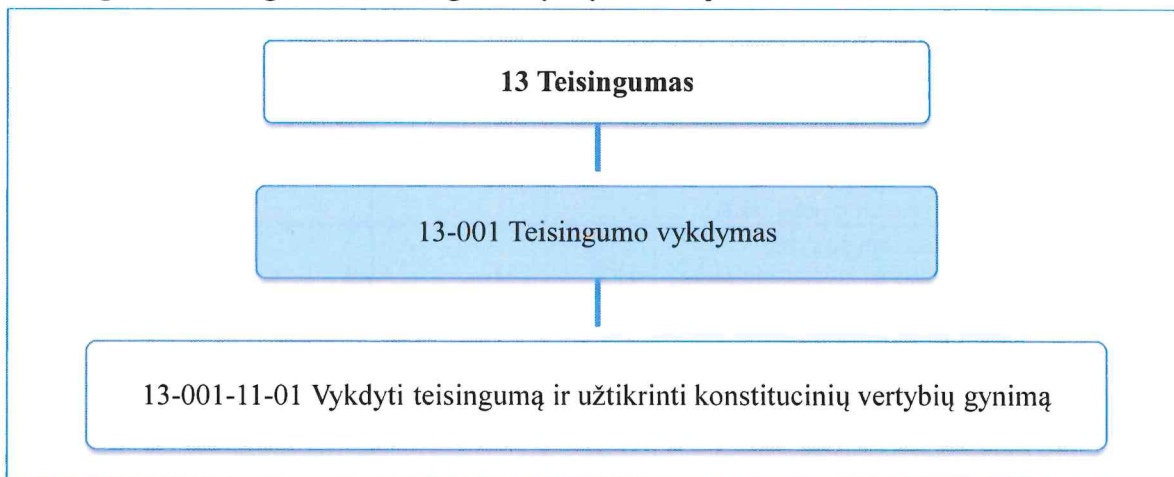 13 Teisingumas
13-001 Teisingumo vykdymas
13-001-11-01 Vykdyti teisingumą ir užtikrinti konstitucinių vertybių gynimą